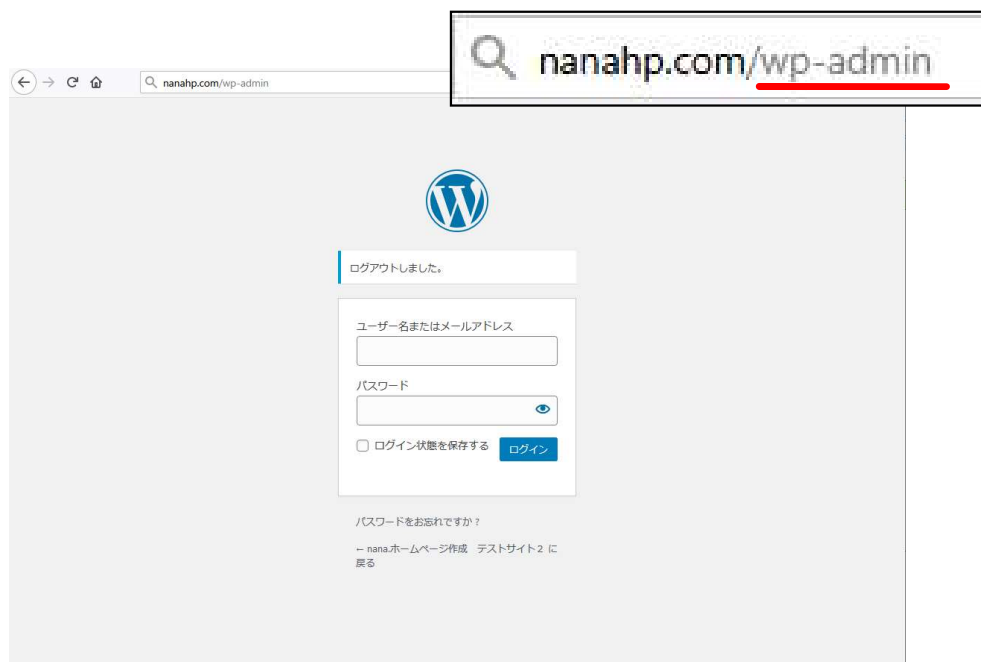 nanahp.com/wp-admin
nanahp.com/wp-admin
ログアウトしました。
ユーザー名またはメールアドレス
パスワード
ログイン状態を保存する ログイン
パスワードをお忘れですか ?
← nana.ホームページ作成 テストサイト2 に
戻る